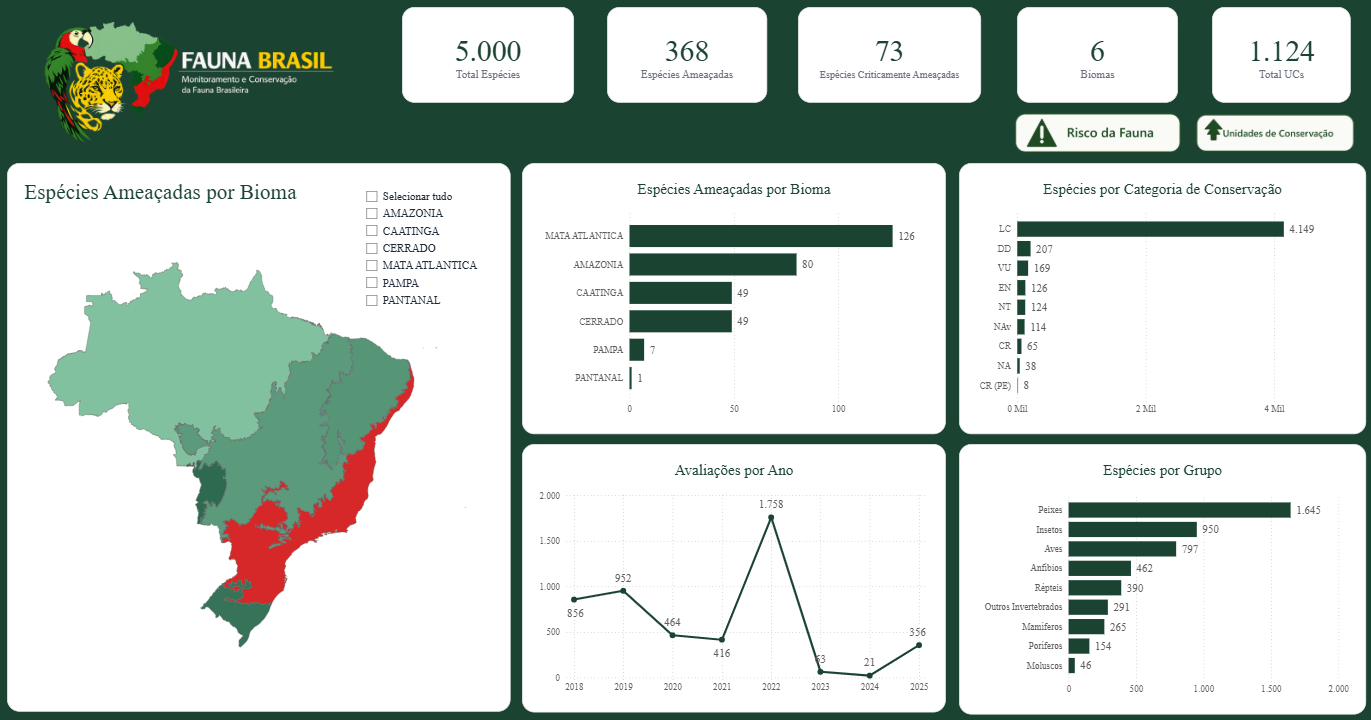 FAUNA BRASIL
Monitoramento e Conservação
da Fauna Brasileira
5.000
Total Espécies
368
Espécies Ameaçadas
73
Espécies Criticamente Ameaçadas
6
Biomas
1.124
Total UCs
Risco da Fauna
Unidades de Conservação
Espécies Ameaçadas por Bioma
Selecionar tudo
AMAZONIA
CAATINGA
CERRADO
MATA ATLANTICA
PAMPA
PANTANAL
Espécies Ameaçadas por Bioma
MATA ATLANTICA 126
AMAZONIA 80
CAATINGA 49
CERRADO 49
PAMPA 7
PANTANAL 1
0 50 100
Espécies por Categoria de Conservação
LC 4.149
DD 207
VU 169
EN 126
NT 124
NAv 114
CR 65
NA 38
CR (PE) 8
0 Mil 2 Mil 4 Mil
Avaliações por Ano
2.000
1.500
1.000
500
0
856
952
464
416
1.758
63
21
356
2018 2019 2020 2021 2022 2023 2024 2025
Espécies por Grupo
Peixes 1.645
Insetos 950
Aves 797
Anfíbios 462
Répteis 390
Outros Invertebrados 291
Mamíferos 265
Poríferos 154
Moluscos 46
0 500 1.000 1.500 2.000